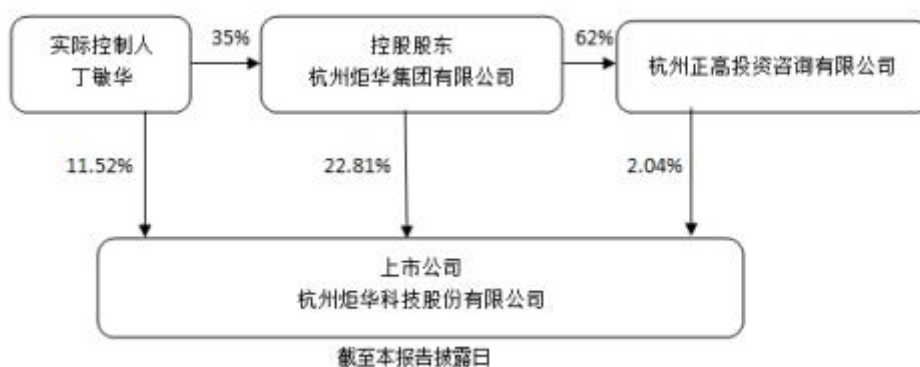 实际控制人
丁敏华
35%
控股股东
杭州炬华集团有限公司
62%
杭州正高投资咨询有限公司
11.52%
22.81%
2.04%
上市公司
杭州炬华科技股份有限公司
截至本报告披露日